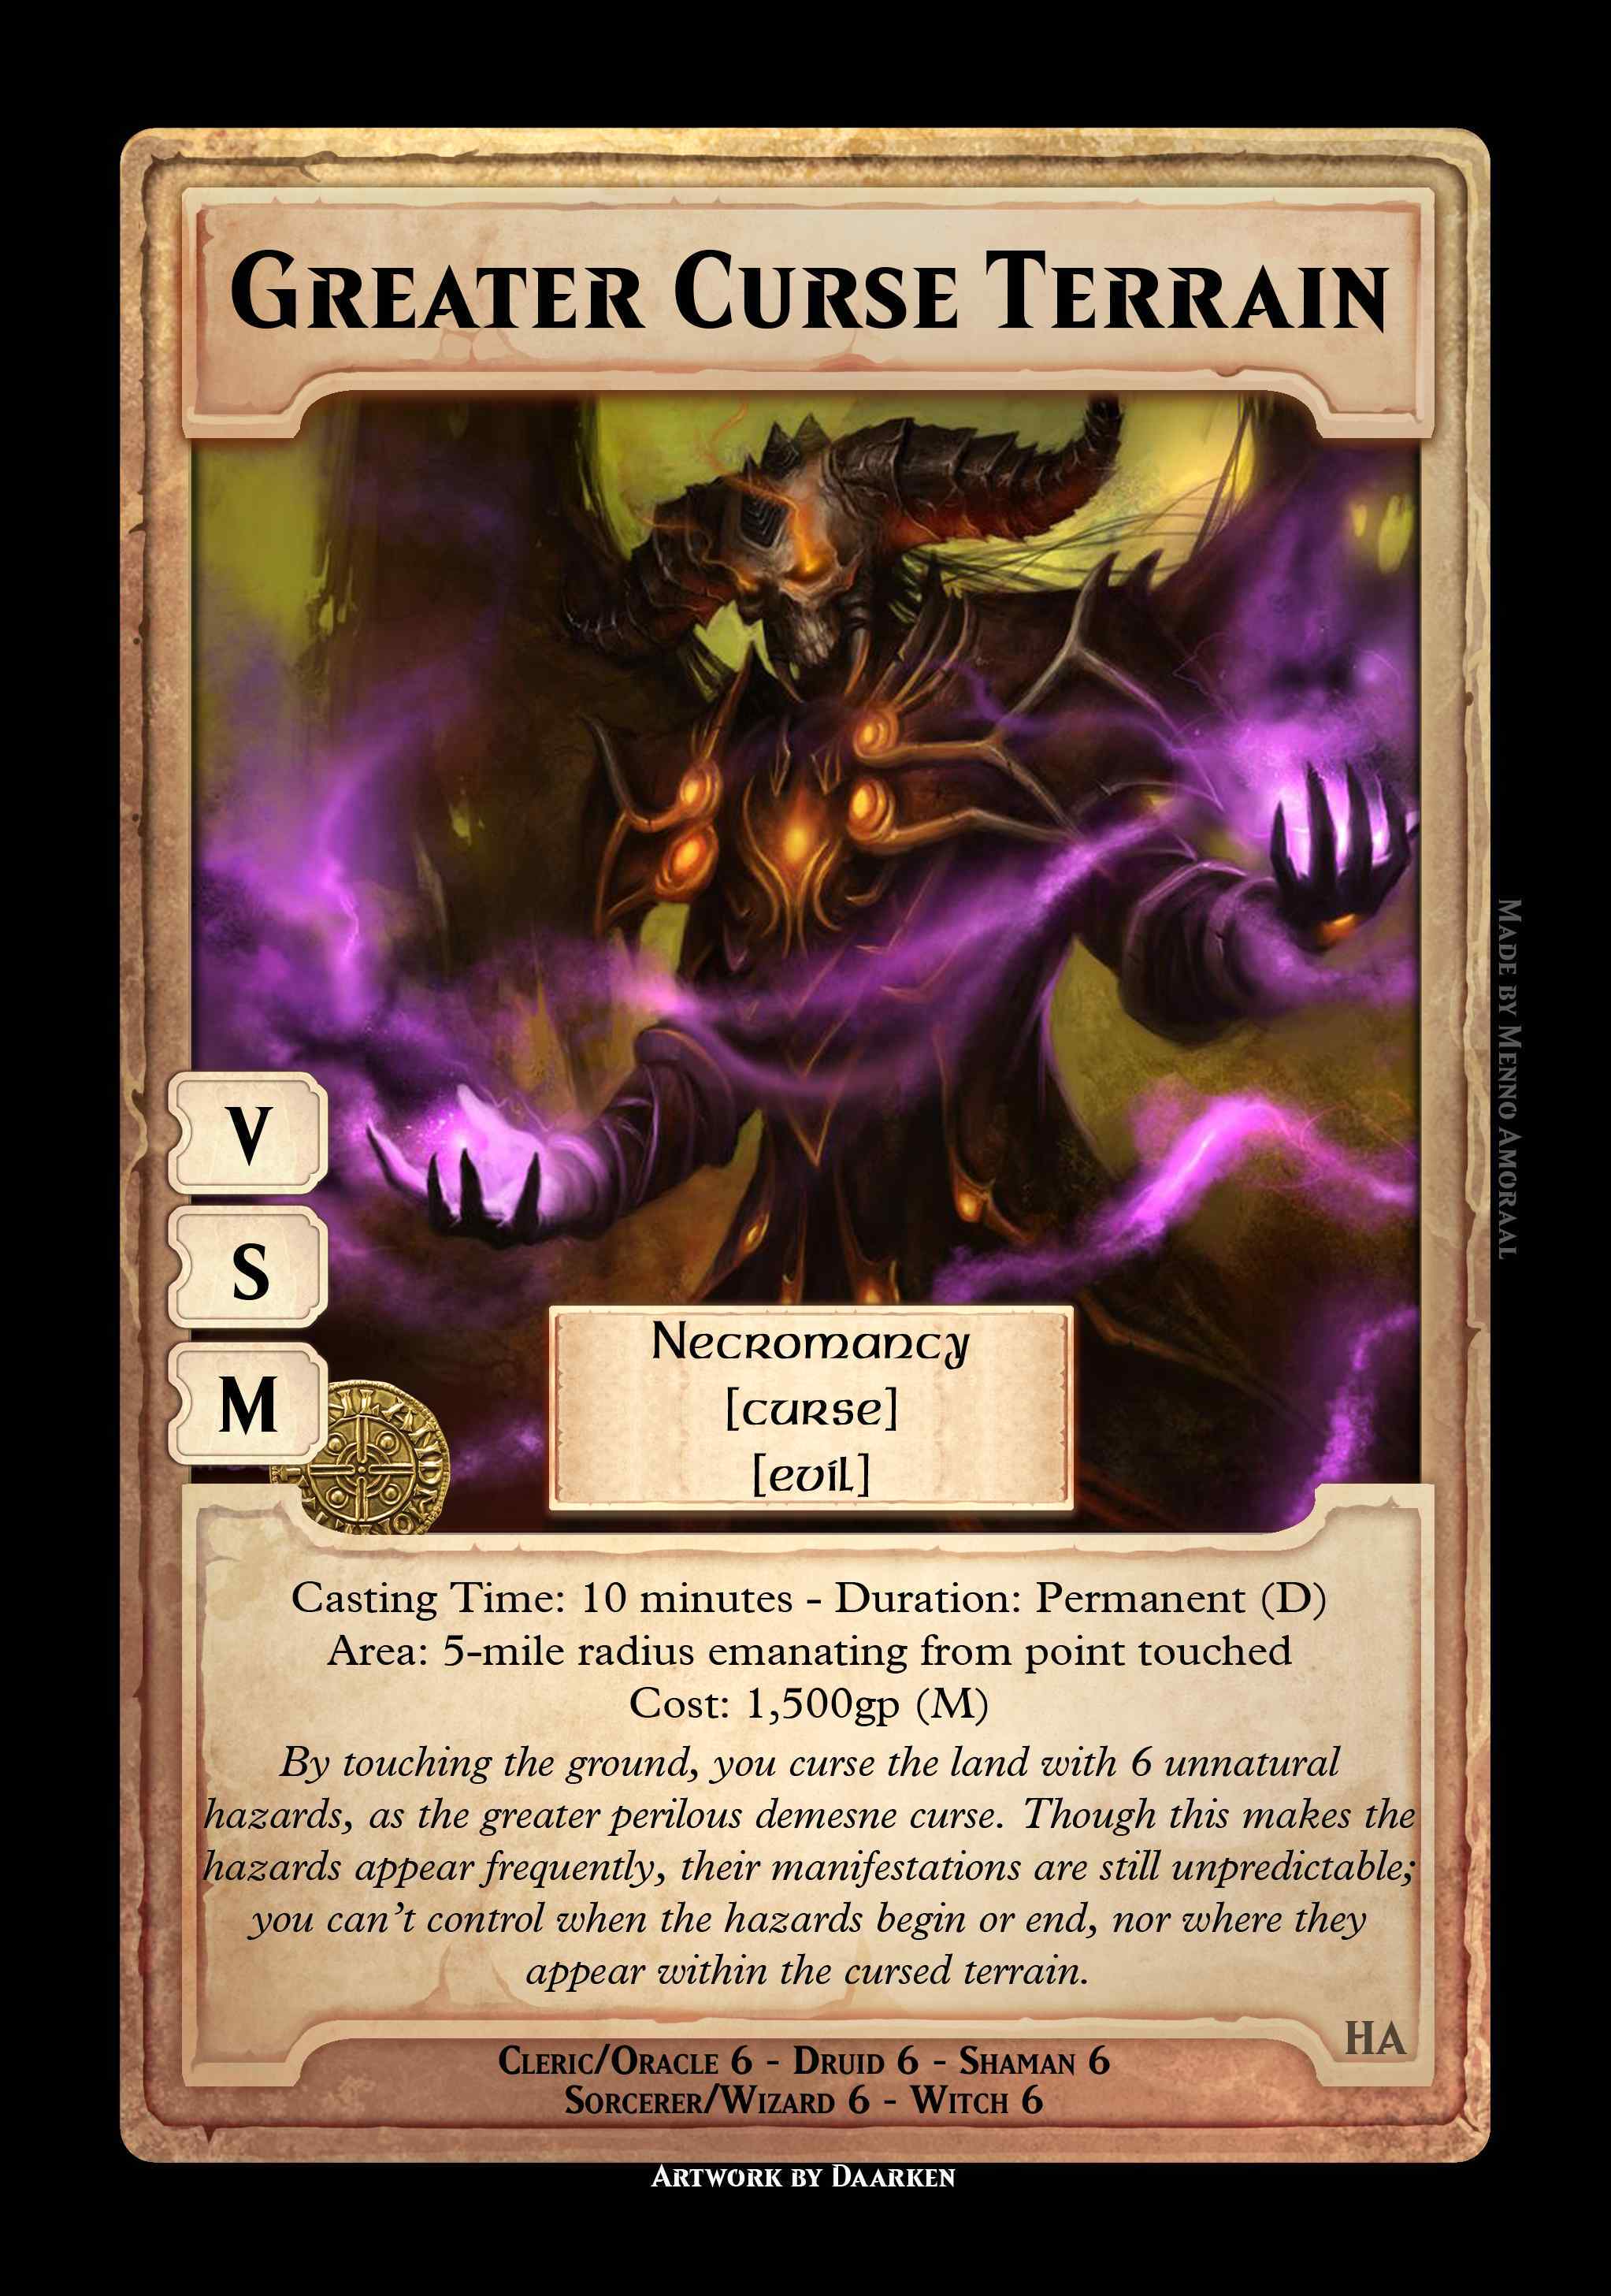 Greater Curse Terrain
V
S
M
Necromancy
[curse]
[evil]
Casting Time: 10 minutes - Duration: Permanent (D)
Area: 5-mile radius emanating from point touched
Cost: 1,500gp (M)
By touching the ground, you curse the land with 6 unnatural
hazards, as the greater perilous demesne curse. Though this makes the
hazards appear frequently, their manifestations are still unpredictable;
you can't control when the hazards begin or end, nor where they
appear within the cursed terrain.
HA
Cleric/Oracle 6 - Druid 6 - Shaman 6
Sorcerer/Wizard 6 - Witch 6
Artwork by Daarken
Made by Menno Amoraal